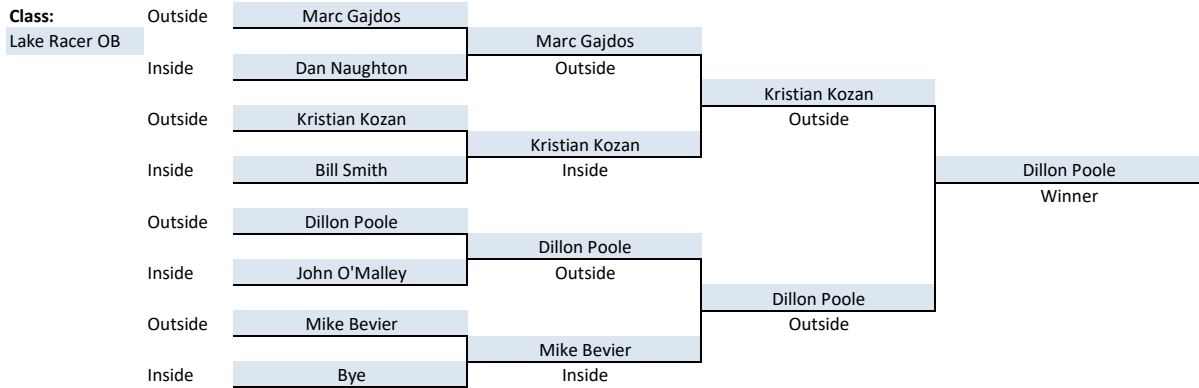 Class: Outside Marc Gajdos
Lake Racer OB Marc Gajdos
Inside Dan Naughton Outside
Kristian Kozan
Outside Kristian Kozan Outside
Kristian Kozan
Inside Bill Smith Inside Dillon Poole
Winner
Outside Dillon Poole
Dillon Poole
Inside John O'Malley Outside
Dillon Poole
Outside Mike Bevier Outside
Mike Bevier
Inside Bye Inside